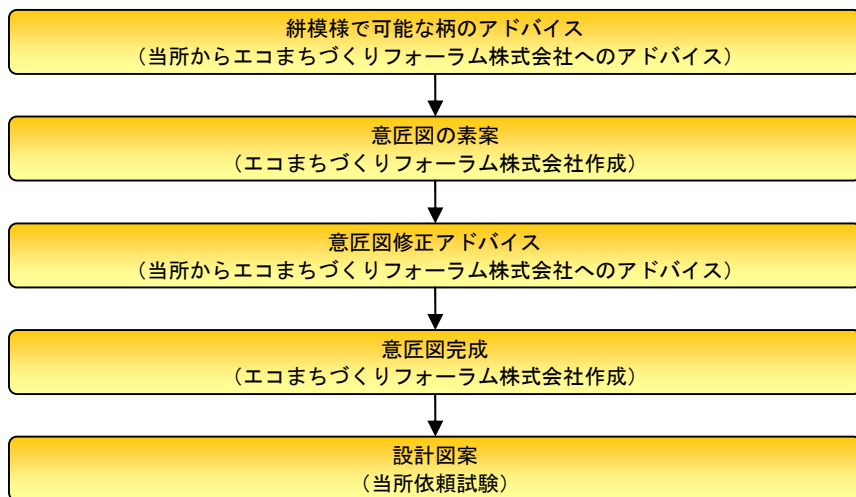 絣模様で可能な柄のアドバイス
（当所からエコまちづくりフォーラム株式会社へのアドバイス）
意匠図の素案
（エコまちづくりフォーラム株式会社作成）
意匠図修正アドバイス
（当所からエコまちづくりフォーラム株式会社へのアドバイス）
意匠図完成
（エコまちづくりフォーラム株式会社作成）
設計図案
（当所依頼試験）